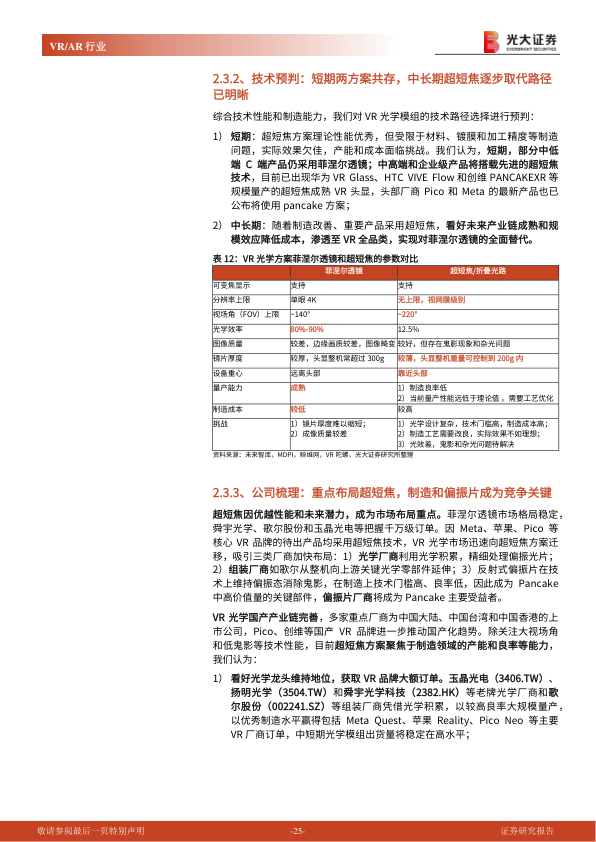 VR/AR 行业
光大证券
EVERBRIGHT SECURITIES
2.3.2、技术预判：短期两方案共存，中长期超短焦逐步取代路径
已明晰
综合技术性能和制造能力，我们对 VR 光学模组的技术路径选择进行预判：
1） 短期：超短焦方案理论性能优秀，但受限于材料、镀膜和加工精度等制造
问题，实际效果欠佳，产能和成本面临挑战。我们认为，短期，部分中低
端 C 端产品仍采用菲涅尔透镜；中高端和企业级产品将搭载先进的超短焦
技术，目前已出现华为 VR Glass、HTC VIVE Flow 和创维 PANCAKEXR 等
规模量产的超短焦成熟 VR 头显，头部厂商 Pico 和 Meta 的最新产品也已
公布将使用 pancake 方案；
2） 中长期：随着制造改善、重要产品采用超短焦，看好未来产业链成熟和规
模效应降低成本，渗透至 VR 全品类，实现对菲涅尔透镜的全面替代。
表 12：VR 光学方案菲涅尔透镜和超短焦的参数对比
菲涅尔透镜 超短焦/折叠光路
可变焦显示 支持 支持
分辨率上限 单眼 4K 无上限，视网膜级别
视场角（FOV）上限 ~140° ~220°
光学效率 80%-90% 12.5%
图像质量 较差，边缘画质较差，图像畸变 较好，但存在鬼影现象和杂光问题
镜片厚度 较厚，头显整机常超过 300g 较薄，头显整机重量可控制到 200g 内
设备重心 远离头部 靠近头部
量产能力 成熟 1）制造良率低
2）当前量产性能远低于理论值，需要工艺优化
制造成本 较低 较高
挑战 1）镜片厚度难以缩短； 1）光学设计复杂，技术门槛高，制造成本高；
2）成像质量较差 2）制造工艺需要改良，实际效果不如理想；
3）光效差，鬼影和杂光问题待解决
资料来源：未来智库，MDPI，映维网，VR 陀螺，光大证券研究所整理
2.3.3、公司梳理：重点布局超短焦，制造和偏振片成为竞争关键
超短焦因优越性能和未来潜力，成为市场布局重点。菲涅尔透镜市场格局稳定，
舜宇光学、歌尔股份和玉晶光电等把握千万级订单。因 Meta、苹果、Pico 等
核心 VR 品牌的待出产品均采用超短焦技术，VR 光学市场迅速向超短焦方案迁
移，吸引三类厂商加快布局：1）光学厂商利用光学积累，精细处理偏振光片；
2）组装厂商如歌尔从整机向上游关键光学零部件延伸；3）反射式偏振片在技
术上维持偏振态消除鬼影，在制造上技术门槛高、良率低，因此成为 Pancake
中高价值量的关键部件，偏振片厂商将成为 Pancake 主要受益者。
VR 光学国产产业链完善，多家重点厂商为中国大陆、中国台湾和中国香港的上
市公司，Pico、创维等国产 VR 品牌进一步推动国产化趋势。除关注大视场角
和低鬼影等技术性能，目前超短焦方案聚焦于制造领域的产能和良率等能力，
我们认为：
1） 看好光学龙头维持地位，获取 VR 品牌大额订单。玉晶光电（3406.TW）、
扬明光学（3504.TW）和舜宇光学科技（2382.HK）等老牌光学厂商和歌
尔股份（002241.SZ）等组装厂商凭借光学积累，以较高良率大规模量产，
以优秀制造水平赢得包括 Meta Quest、苹果 Reality、Pico Neo 等主要
VR 厂商订单，中短期光学模组出货量将稳定在高水平；
敬请参阅最后一页特别声明 -25- 证券研究报告